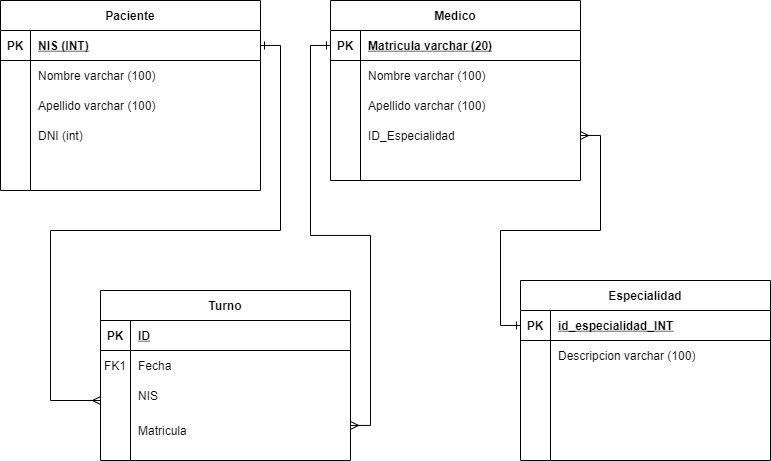 Paciente
PK NIS (INT)
Nombre varchar (100)
Apellido varchar (100)
DNI (int)
Medico
PK Matricula varchar (20)
Nombre varchar (100)
Apellido varchar (100)
ID_Especialidad
Turno
PK ID
FK1 Fecha
NIS
Matricula
Especialidad
PK id_especialidad_INT
Descripcion varchar (100)